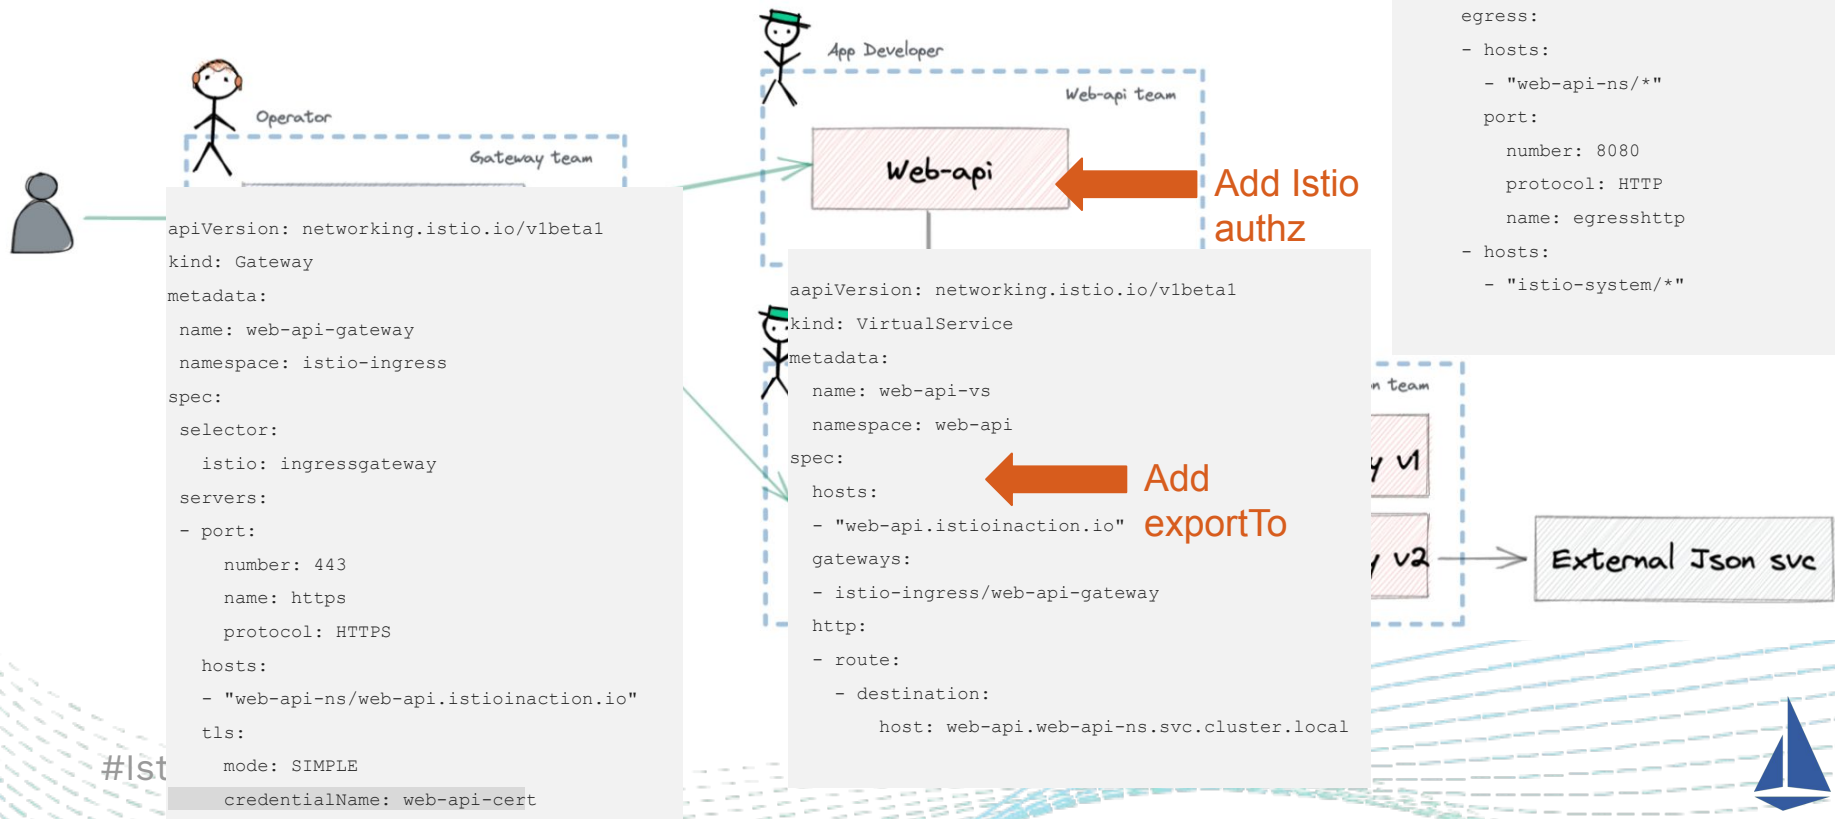 Operator
Gateway team
apiVersion: networking.istio.io/v1beta1
kind: Gateway
metadata:
name: web-api-gateway
namespace: istio-ingress
spec:
selector:
istio: ingressgateway
servers:
- port:
number: 443
name: https
protocol: HTTPS
hosts:
- "web-api-ns/web-api.istioinaction.io"
tls:
mode: SIMPLE
credentialName: web-api-cert
#Ist
App Developer
Web-api team
Web-api
Add Istio
authz
aapiVersion: networking.istio.io/v1beta1
kind: VirtualService
metadata:
name: web-api-vs
namespace: web-api
spec:
hosts:
- "web-api.istioinaction.io"
gateways:
- istio-ingress/web-api-gateway
http:
- route:
- destination:
host: web-api.web-api-ns.svc.cluster.local
Add
exportTo
egress:
- hosts:
- "web-api-ns/*"
port:
number: 8080
protocol: HTTP
name: egresshttp
- hosts:
- "istio-system/*"
n team
y v1
y v2
External Json svc